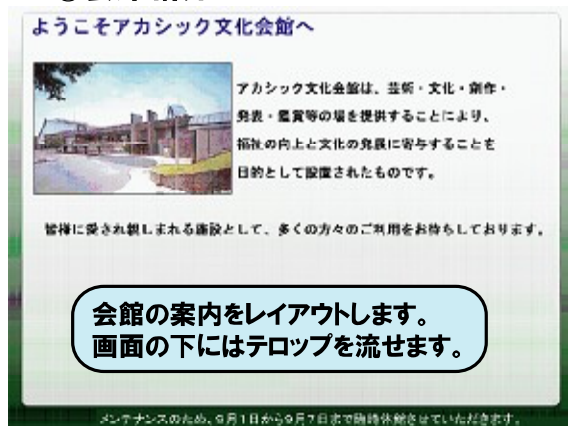 ようこそアカシック文化会館へ
アカシック文化会館は、芸術・文化・創作・
発表・鑑賞等の場を提供することにより、
福祉の向上と文化の発展に寄与することを
目的として設置されたものです。
皆様に愛され親しまれる施設として、多くの方々のご利用をお待ちしております。
会館の案内をレイアウトします。
画面の下にはテロップを流せます。
メンテナンスのため、9月1日から9月7日まで臨時休館させていただきます。